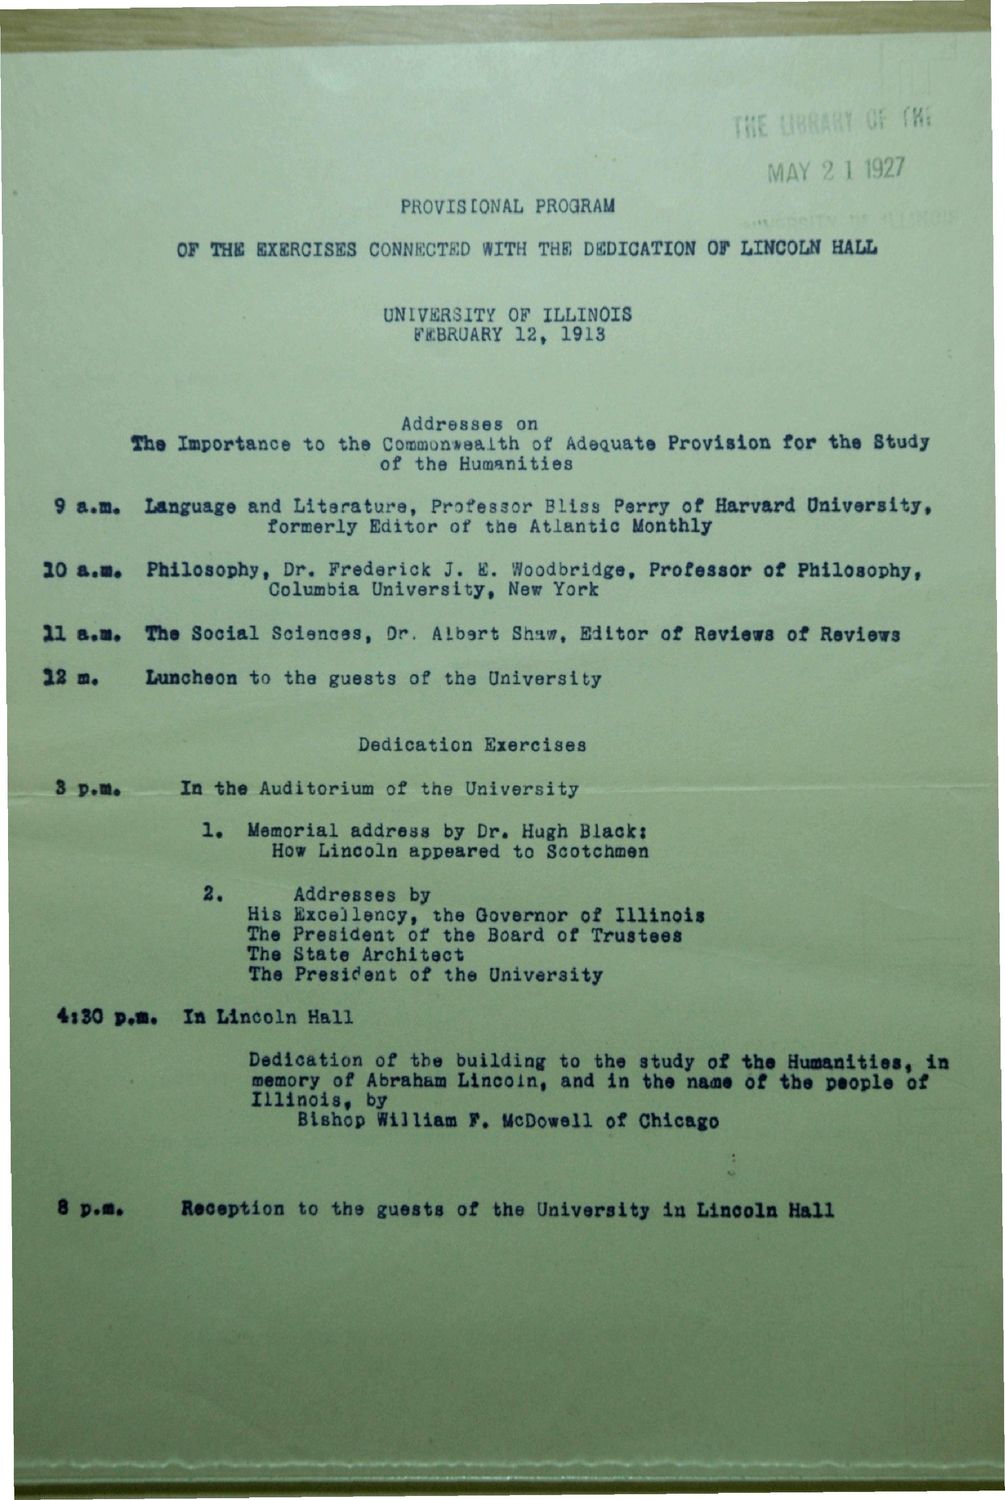 THE LIBRARY OF THE
MAY 21 1927
UNIVERSITY OF ILLINOIS
PROVISIONAL PROGRAM
OF THE EXERCISES CONNECTED WITH THE DEDICATION OF LINCOLN HALL
UNIVERSITY OF ILLINOIS
FEBRUARY 12, 1913
Addresses on
The Importance to the Commonwealth of Adequate Provision for the Study
of the Humanities
9 a.m. Language and Literature, Professor Bliss Perry of Harvard University,
formerly Editor of the Atlantic Monthly
10 a.m. Philosophy, Dr. Frederick J. E. Woodbridge, Professor of Philosophy,
Columbia University, New York
11 a.m. The Social Sciences, Dr. Albert Shaw, Editor of Reviews of Reviews
12 m. Luncheon to the guests of the University
Dedication Exercises
3 p.m. In the Auditorium of the University
1. Memorial address by Dr. Hugh Black:
How Lincoln appeared to Scotchmen
2. Addresses by
His Excellency, the Governor of Illinois
The President of the Board of Trustees
The State Architect
The President of the University
4:30 p.m. In Lincoln Hall
Dedication of the building to the study of the Humanities, in
memory of Abraham Lincoln, and in the name of the people of
Illinois, by
Bishop William F. McDowell of Chicago
8 p.m. Reception to the guests of the University in Lincoln Hall